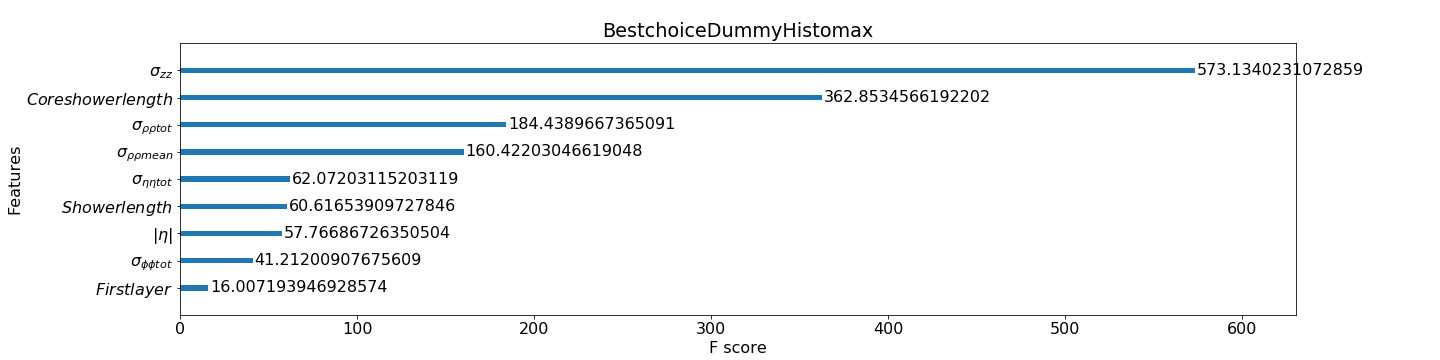 BestchoiceDummyHistomax
σzz 573.1340231072859
Coreshowerlength 362.8534566192202
σρρtot 184.4389667365091
σρρmean 160.42203046619048
σηηtot 62.07203115203119
Showerlength 60.61653909727846
|η| 57.76686726350504
σϕϕtot 41.21200907675609
Firstlayer 16.007193946928574
0 100 200 300 400 500 600
F score
Features